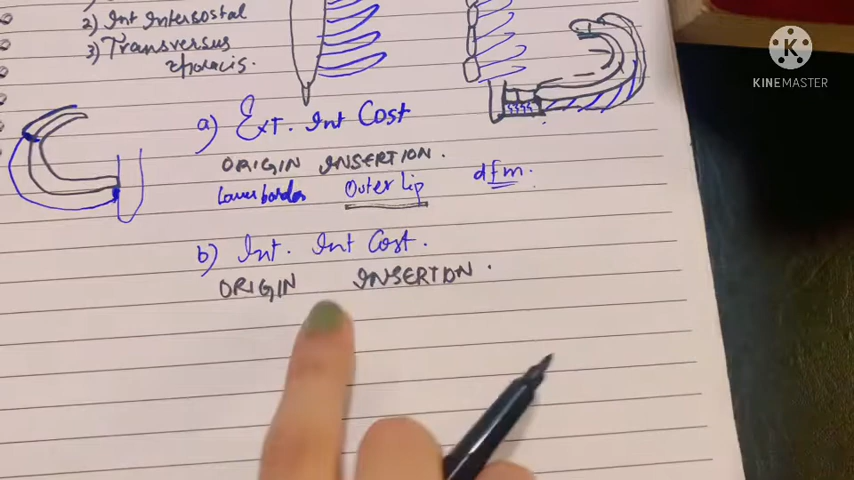 2) Int Intersostal
3) Transversus
thoracis.
a) Ext. Int Cost
ORIGIN INSERTION.
Lower border Outer Lip dfm.
b) Int. Int Cost.
ORIGIN INSERTION.
KINEMASTER